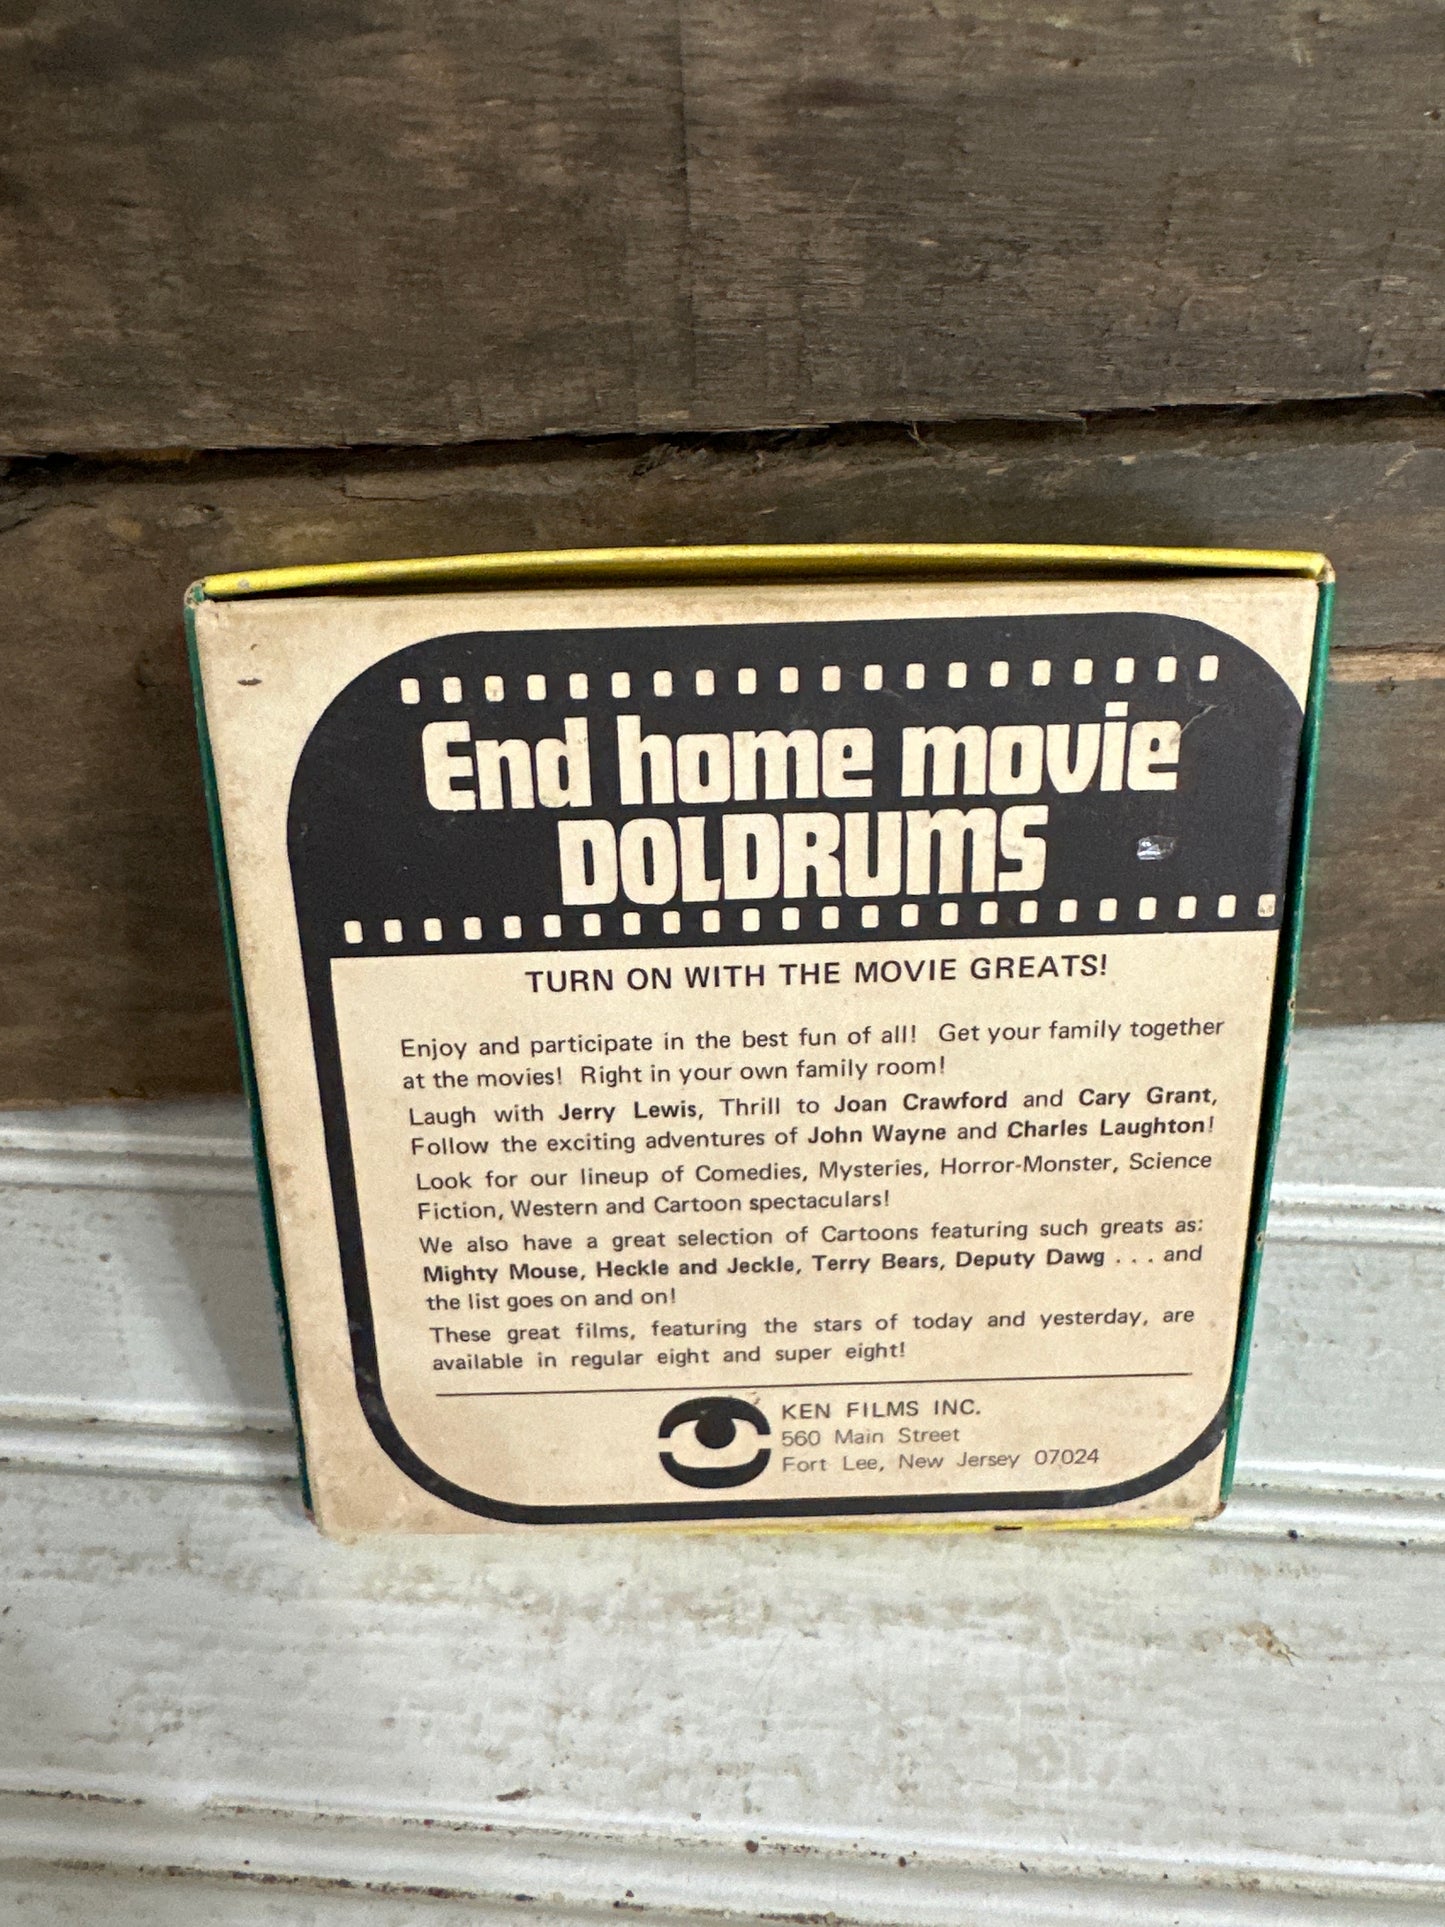 End home movie
DOLDRUMS
TURN ON WITH THE MOVIE GREATS!
Enjoy and participate in the best fun of all! Get your family together
at the movies! Right in your own family room!
Laugh with Jerry Lewis, Thrill to Joan Crawford and Cary Grant,
Follow the exciting adventures of John Wayne and Charles Laughton!
Look for our lineup of Comedies, Mysteries, Horror-Monster, Science
Fiction, Western and Cartoon spectaculars!
We also have a great selection of Cartoons featuring such greats as:
Mighty Mouse, Heckle and Jeckle, Terry Bears, Deputy Dawg . . . and
the list goes on and on!
These great films, featuring the stars of today and yesterday, are
available in regular eight and super eight!
KEN FILMS INC.
560 Main Street
Fort Lee, New Jersey 07024